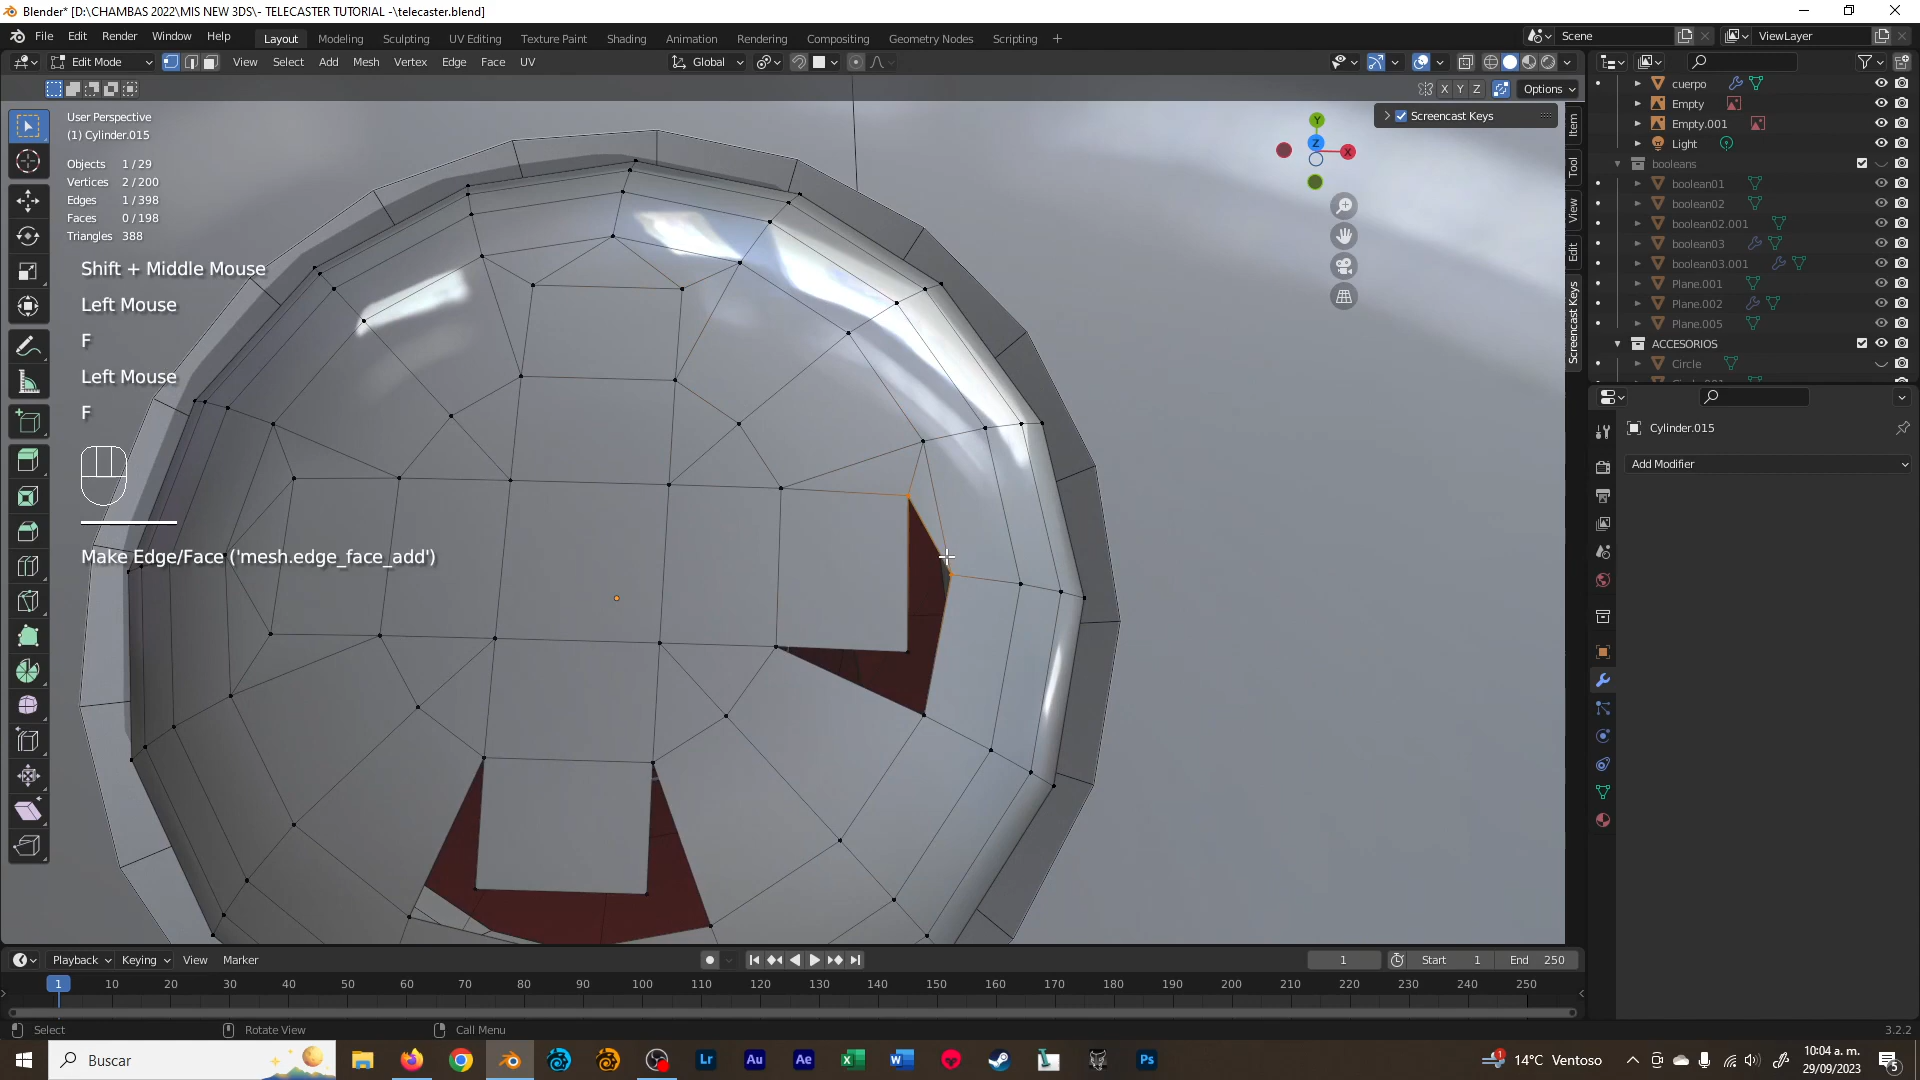 Blender* [D:\CHAMBAS 2022\MIS NEW 3DS\- TELECASTER TUTORIAL -\telecaster.blend]
File Edit Render Window Help
Layout Modeling Sculpting UV Editing Texture Paint Shading Animation Rendering Compositing Geometry Nodes Scripting +
Scene
ViewLayer
Edit Mode View Select Add Mesh Vertex Edge Face UV
Global
X Y Z Options
User Perspective
(1) Cylinder.015
Objects 1/29
Vertices 2/200
Edges 1/398
Faces 0/198
Triangles 388
Shift + Middle Mouse
Left Mouse
F
Left Mouse
F
Make Edge/Face ('mesh.edge_face_add')
Screencast Keys
Y
Z
X
Item
Tool
View
Edit
Screencast Keys
cuerpo
Empty
Empty.001
Light
booleans
boolean01
boolean02
boolean02.001
boolean03
boolean03.001
Plane.001
Plane.002
Plane.005
ACCESORIOS
Circle
Cylinder.015
Add Modifier
Playback Keying View Marker
1 Start 1 End 250
1 10 20 30 40 50 60 70 80 90 100 110 120 130 140 150 160 170 180 190 200 210 220 230 240 250
Select Rotate View Call Menu
3.2.2
Buscar
Lr Au Ae Ps
1
14°C Ventoso
10:04 a. m.
29/09/2023
5